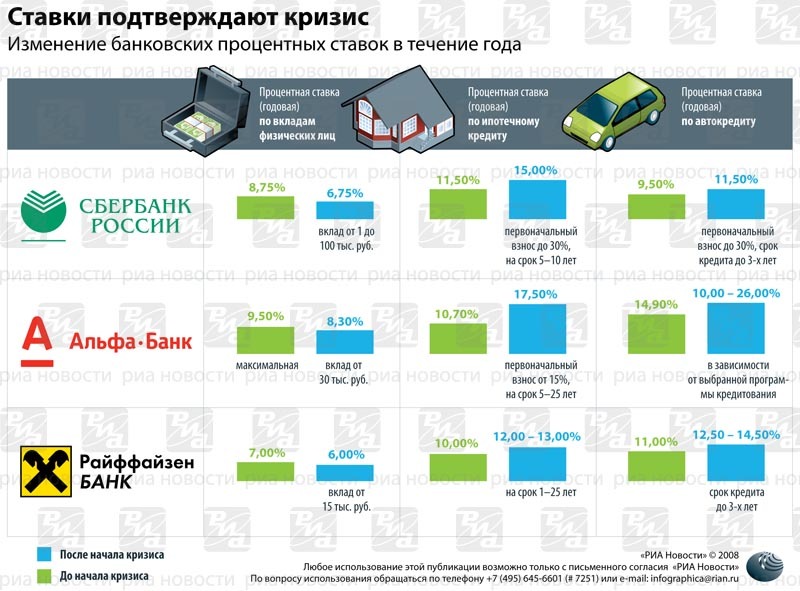 Ставки подтверждают кризис
Изменение банковских процентных ставок в течение года
Процентная ставка
(годовая)
по вкладам
физических лиц
Процентная ставка
(годовая)
по ипотечному
кредиту
Процентная ставка
(годовая)
по автокредиту
СБЕРБАНК
РОССИИ
8,75%
6,75%
вклад от 1 до
100 тыс. руб.
11,50%
15,00%
первоначальный
взнос до 30%,
на срок 5–10 лет
9,50%
11,50%
первоначальный
взнос до 30%, срок
кредита до 3-х лет
А
Альфа·Банк
9,50%
максимальная
8,30%
вклад от
30 тыс. руб.
10,70%
17,50%
первоначальный
взнос от 15%,
на срок 5–25 лет
14,90%
10,00 – 26,00%
в зависимости
от выбранной програм-
мы кредитования
Райффайзен
БАНК
7,00%
6,00%
вклад от
15 тыс. руб.
10,00%
12,00 – 13,00%
на срок 1–25 лет
11,00%
12,50 – 14,50%
срок кредита
до 3-х лет
После начала кризиса
До начала кризиса
«РИА Новости» © 2008
Любое использование этой публикации возможно только с письменного согласия «РИА Новости»
По вопросу использования обращаться по телефону +7 (495) 645-6601 (# 7251) или e-mail: infographica@rian.ru
риа новости